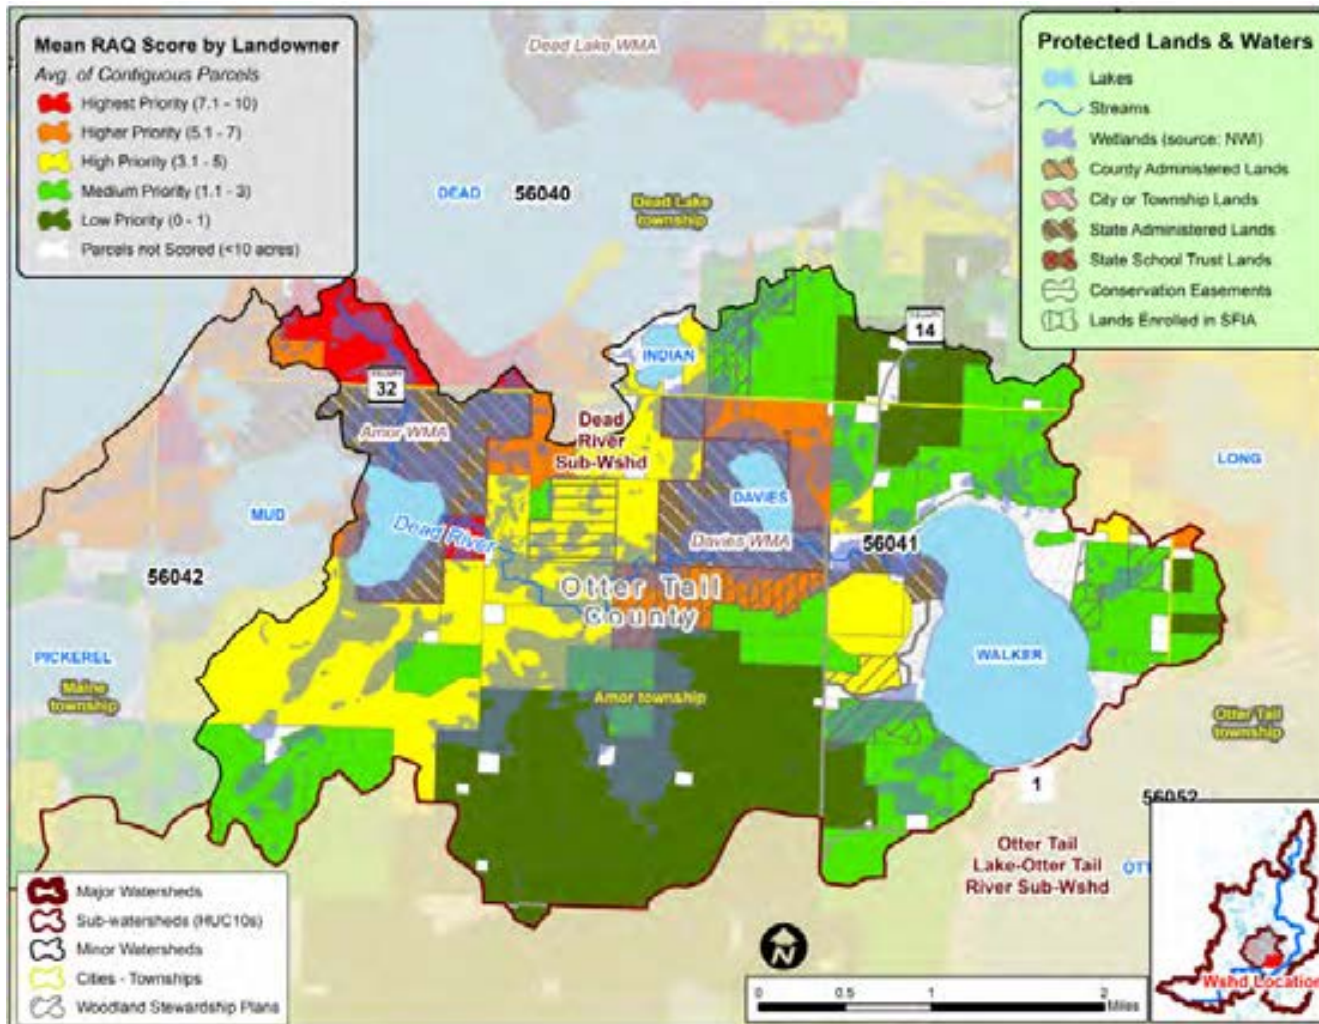 Mean RAQ Score by Landowner
Avg. of Contiguous Parcels
Highest Priority (7.1 - 10)
Higher Priority (5.1 - 7)
High Priority (3.1 - 5)
Medium Priority (1.1 - 3)
Low Priority (0 - 1)
Parcels not Scored (<10 acres)
Dead Lake WMA
Protected Lands & Waters
Lakes
Streams
Wetlands (source: NWI)
County Administered Lands
City or Township Lands
State Administered Lands
State School Trust Lands
Conservation Easements
Lands Enrolled in SFIA
DEAD
56040
Dead Lake
township
INDIAN
14
32
Amor WMA
Dead
River
Sub-Wshd
LONG
MUD
Dead River
DAVIES
Davies WMA
56041
56042
Otter Tail
County
PICKEREL
Maine
township
WALKER
Amor township
Otter Tail
township
1
56052
Otter Tail
Lake-Otter Tail
River Sub-Wshd
OTT
Major Watersheds
Sub-watersheds (HUC10s)
Minor Watersheds
Cities - Townships
Woodland Stewardship Plans
N
0 0.5 1 2
Miles
Wshd Location